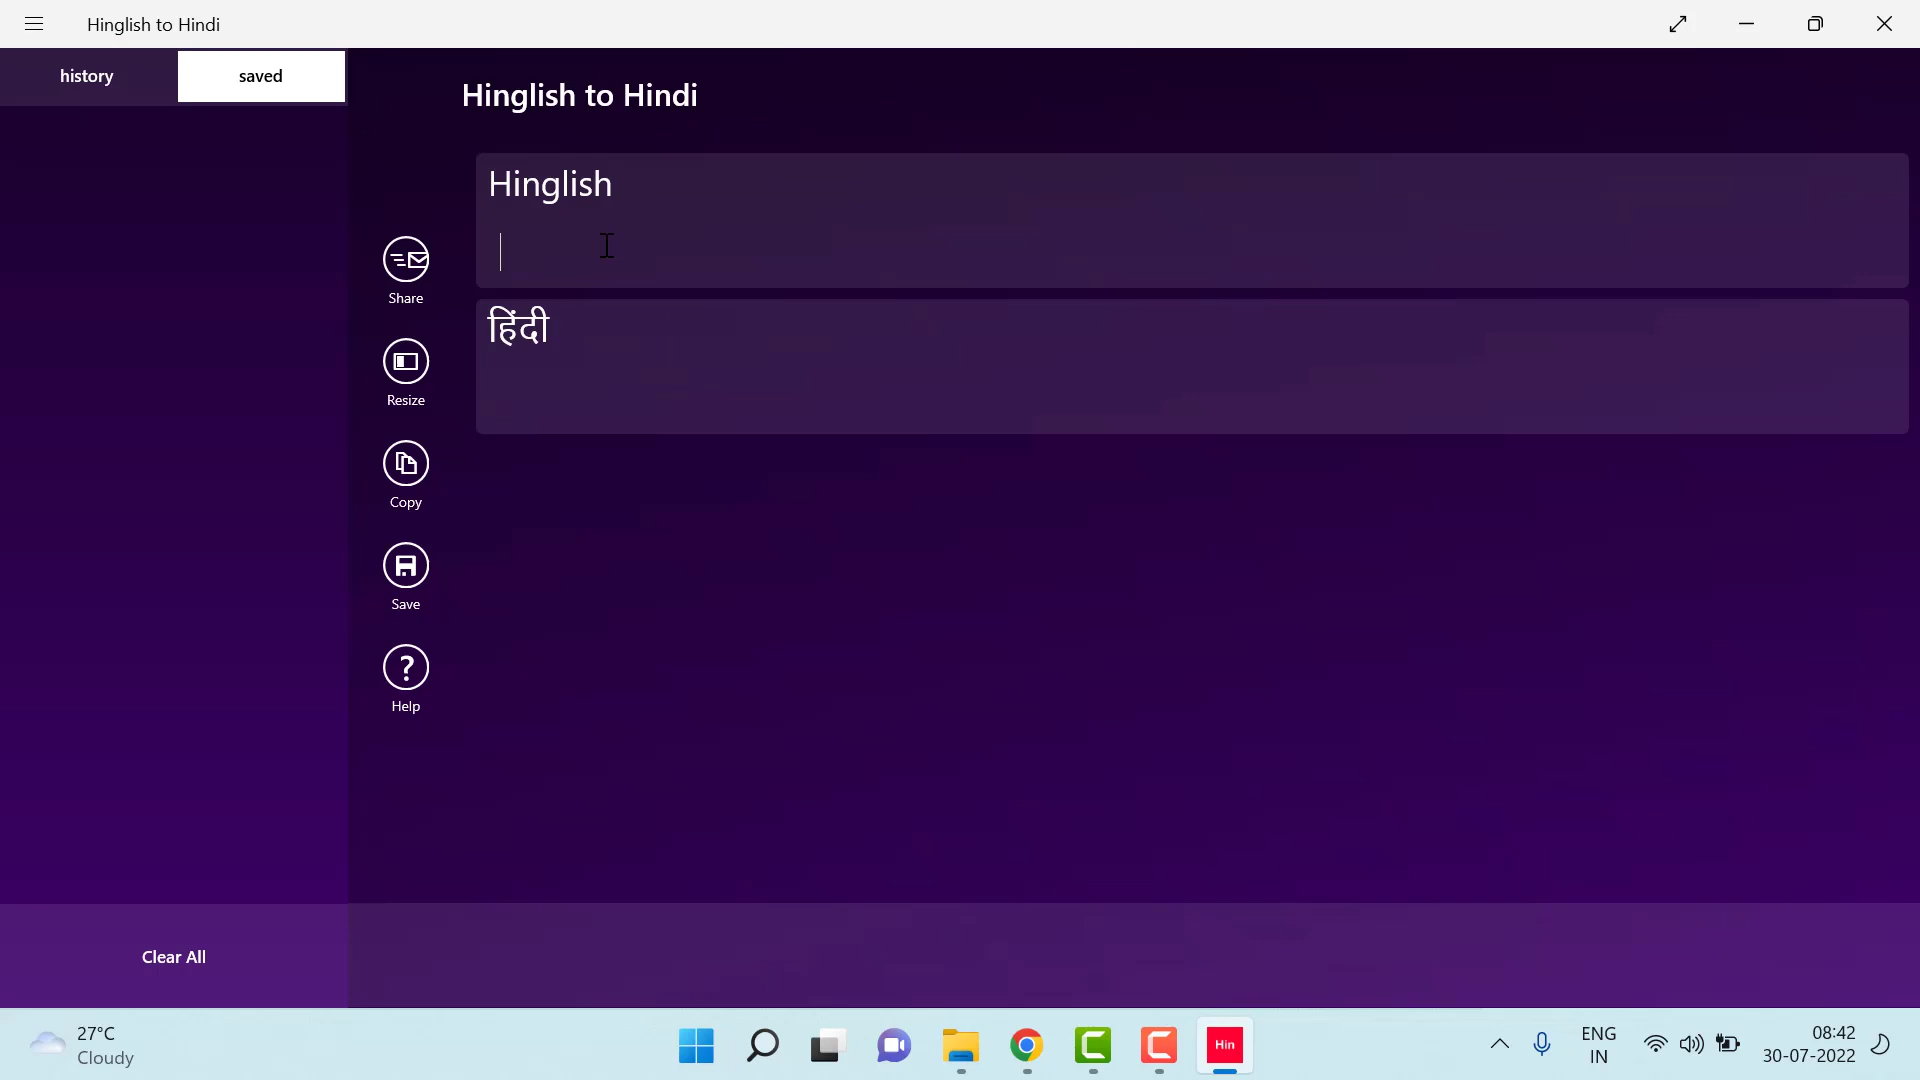 Hinglish to Hindi
history
saved
Hinglish to Hindi
Hinglish
हिंदी
Share
Resize
Copy
Save
Help
Clear All
27°C
Cloudy
Hin
ENG
IN
08:42
30-07-2022